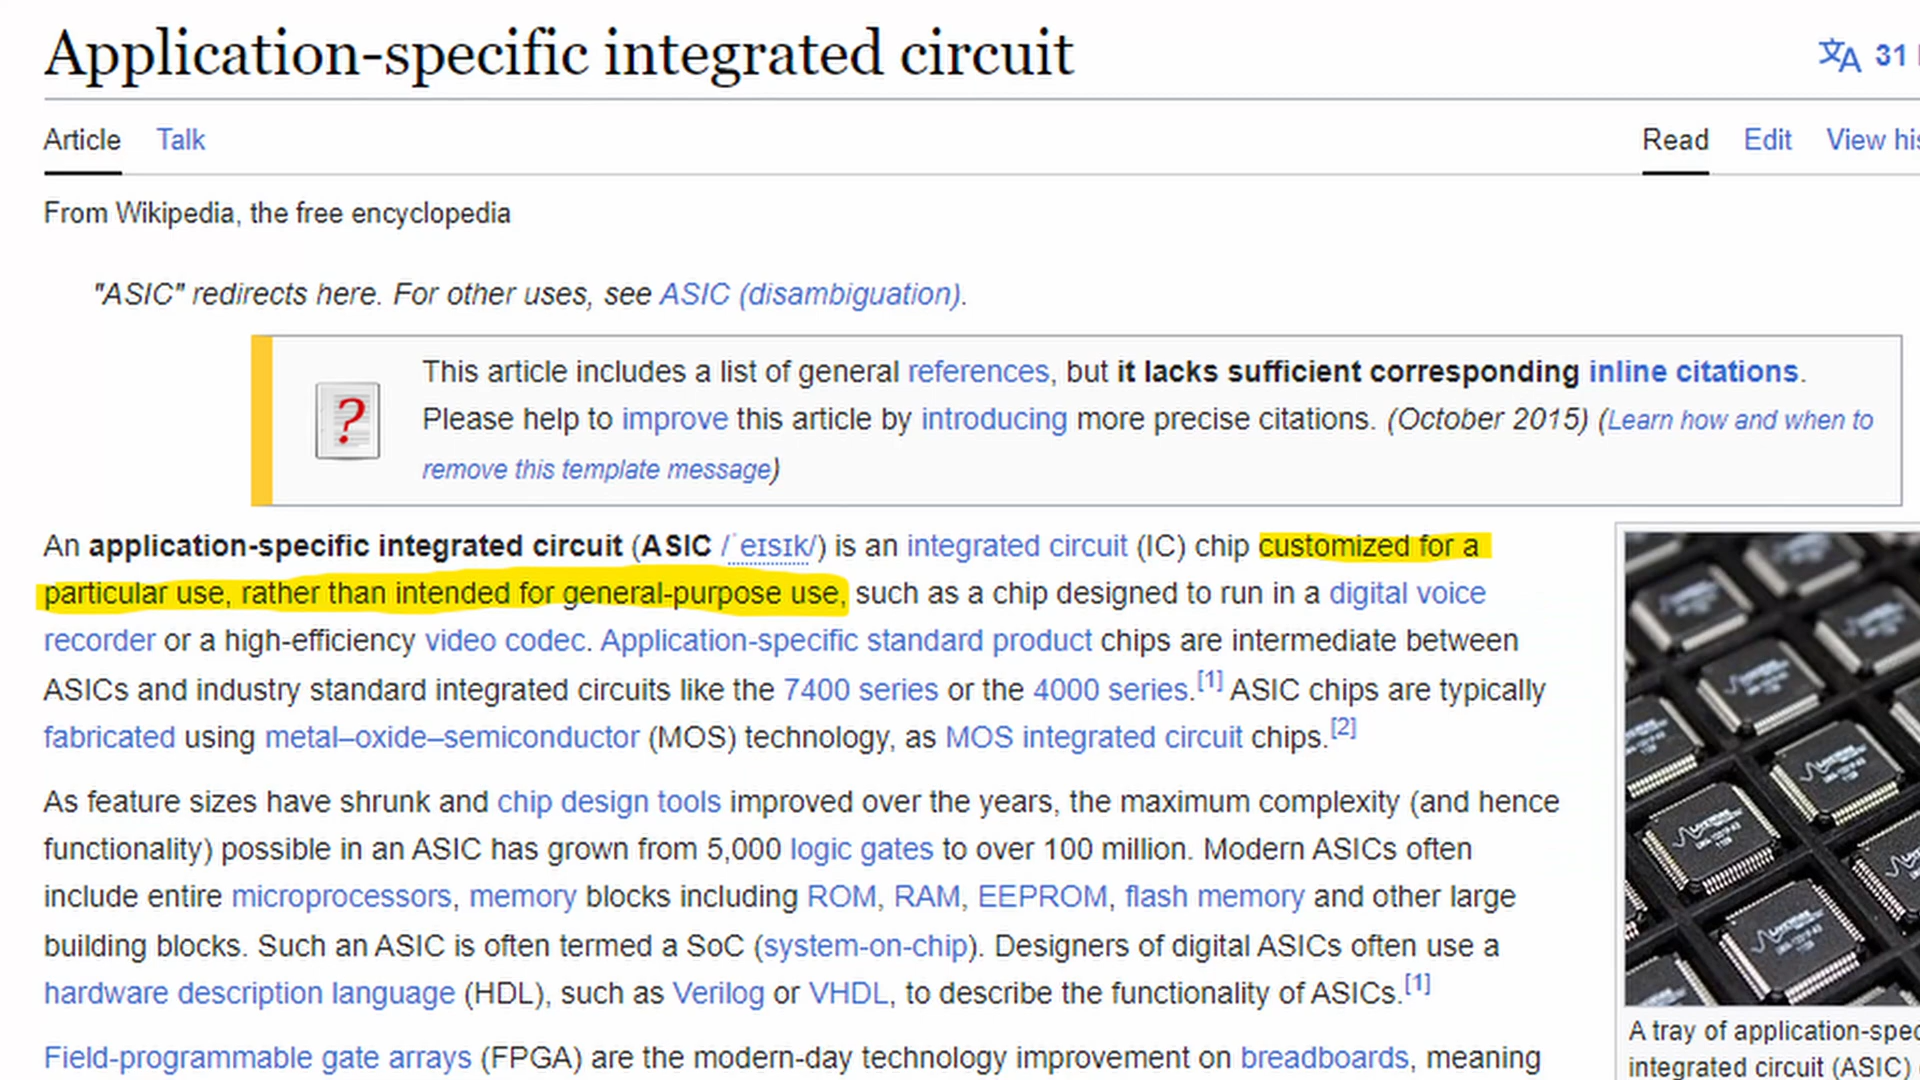 Application-specific integrated circuit
31
Article Talk
Read Edit View his
From Wikipedia, the free encyclopedia
"ASIC" redirects here. For other uses, see ASIC (disambiguation).
This article includes a list of general references, but it lacks sufficient corresponding inline citations.
Please help to improve this article by introducing more precise citations. (October 2015) (Learn how and when to
remove this template message)
An application-specific integrated circuit (ASIC /ˈeɪsɪk/) is an integrated circuit (IC) chip customized for a
particular use, rather than intended for general-purpose use, such as a chip designed to run in a digital voice
recorder or a high-efficiency video codec. Application-specific standard product chips are intermediate between
ASICs and industry standard integrated circuits like the 7400 series or the 4000 series.[1] ASIC chips are typically
fabricated using metal–oxide–semiconductor (MOS) technology, as MOS integrated circuit chips.[2]
As feature sizes have shrunk and chip design tools improved over the years, the maximum complexity (and hence
functionality) possible in an ASIC has grown from 5,000 logic gates to over 100 million. Modern ASICs often
include entire microprocessors, memory blocks including ROM, RAM, EEPROM, flash memory and other large
building blocks. Such an ASIC is often termed a SoC (system-on-chip). Designers of digital ASICs often use a
hardware description language (HDL), such as Verilog or VHDL, to describe the functionality of ASICs.[1]
Field-programmable gate arrays (FPGA) are the modern-day technology improvement on breadboards, meaning
A tray of application-spec
integrated circuit (ASIC)